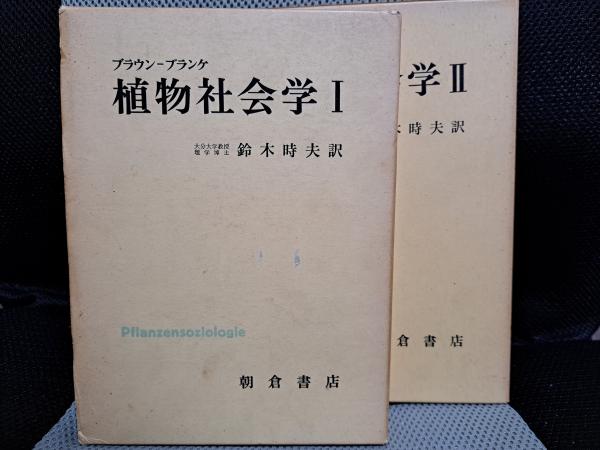 ブラウン-ブランケ
植物社会学 I
大分大学教授
理学博士
鈴木時夫訳
Pflanzensoziologie
朝倉書店
学 II
時夫訳
倉書店